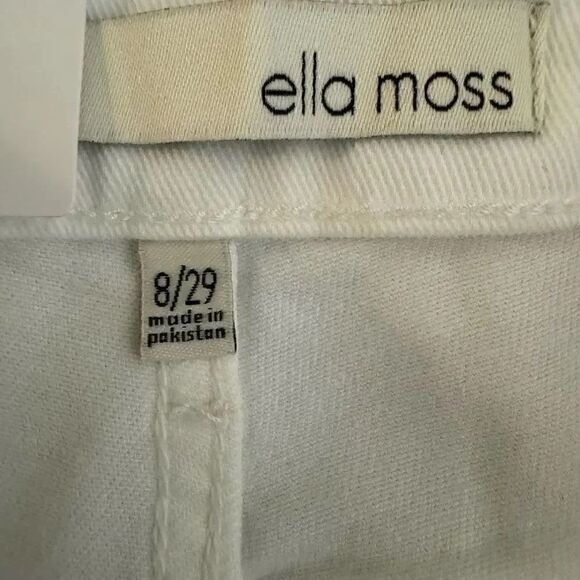 ella moss
8/29
made in
pakistan